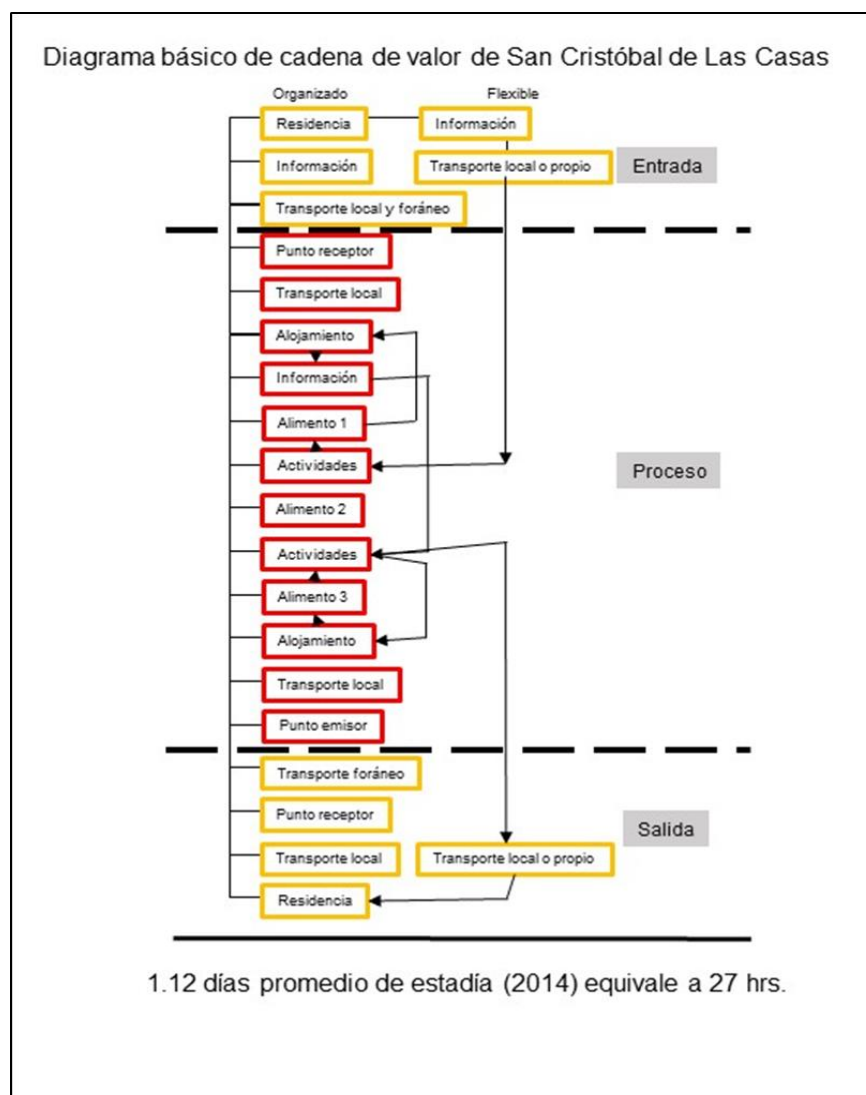 Diagrama básico de cadena de valor de San Cristóbal de Las Casas
Organizado Flexible
Residencia Información
Información Transporte local o propio Entrada
Transporte local y foráneo
Punto receptor
Transporte local
Alojamiento
Información
Alimento 1
Actividades Proceso
Alimento 2
Actividades
Alimento 3
Alojamiento
Transporte local
Punto emisor
Transporte foráneo
Punto receptor
Salida
Transporte local Transporte local o propio
Residencia
1.12 días promedio de estadía (2014) equivale a 27 hrs.